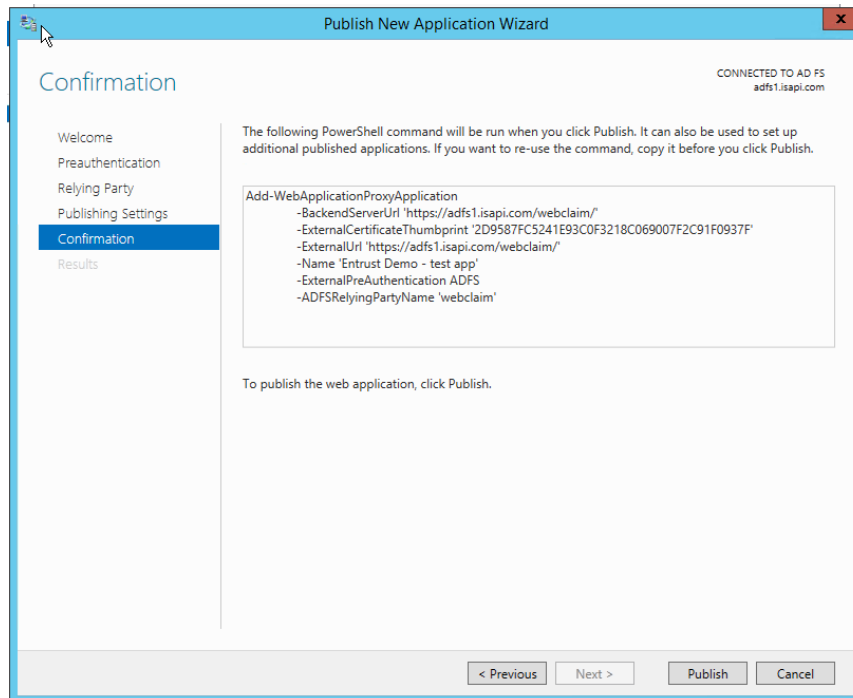 Publish New Application Wizard
x
Confirmation
CONNECTED TO AD FS
adfs1.isapi.com
Welcome
Preauthentication
Relying Party
Publishing Settings
Confirmation
Results
The following PowerShell command will be run when you click Publish. It can also be used to set up
additional published applications. If you want to re-use the command, copy it before you click Publish.
Add-WebApplicationProxyApplication
-BackendServerUrl 'https://adfs1.isapi.com/webclaim/'
-ExternalCertificateThumbprint '2D9587FC5241E93C0F3218C069007F2C91F0937F'
-ExternalUrl 'https://adfs1.isapi.com/webclaim/'
-Name 'Entrust Demo - test app'
-ExternalPreAuthentication ADFS
-ADFSRelyingPartyName 'webclaim'
To publish the web application, click Publish.
< Previous
Next >
Publish
Cancel